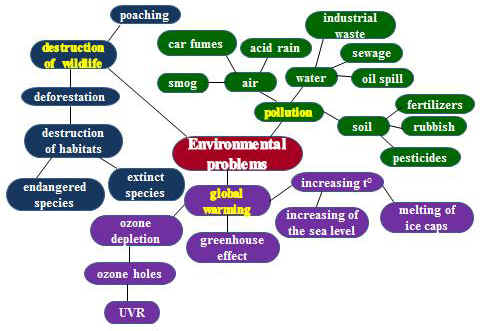 poaching
destruction
of wildlife
deforestation
destruction
of habitats
endangered
species
extinct
species
industrial
waste
car fumes
acid rain
sewage
smog
air
water
oil spill
pollution
fertilizers
soil
rubbish
pesticides
Environmental
problems
global
warming
increasing t°
ozone
depletion
greenhouse
effect
increasing of
the sea level
melting of
ice caps
ozone holes
UVR